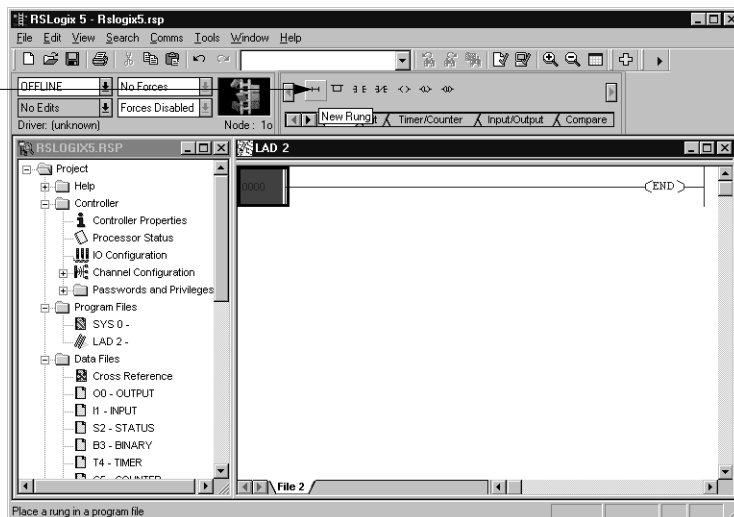 RSLogix 5 - Rslogix5.rsp
File Edit View Search Comms Tools Window Help
OFFLINE No Forces
No Edits Forces Disabled
Driver: (unknown) Node: 1o
New Rung
Timer/Counter Input/Output Compare
RSLOGIX5.RSP
Project
Help
Controller
Controller Properties
Processor Status
IO Configuration
Channel Configuration
Passwords and Privileges
Program Files
SYS 0 -
LAD 2 -
Data Files
Cross Reference
O0 - OUTPUT
I1 - INPUT
S2 - STATUS
B3 - BINARY
T4 - TIMER
C5 - COUNTER
LAD 2
0000
END
File 2
Place a rung in a program file